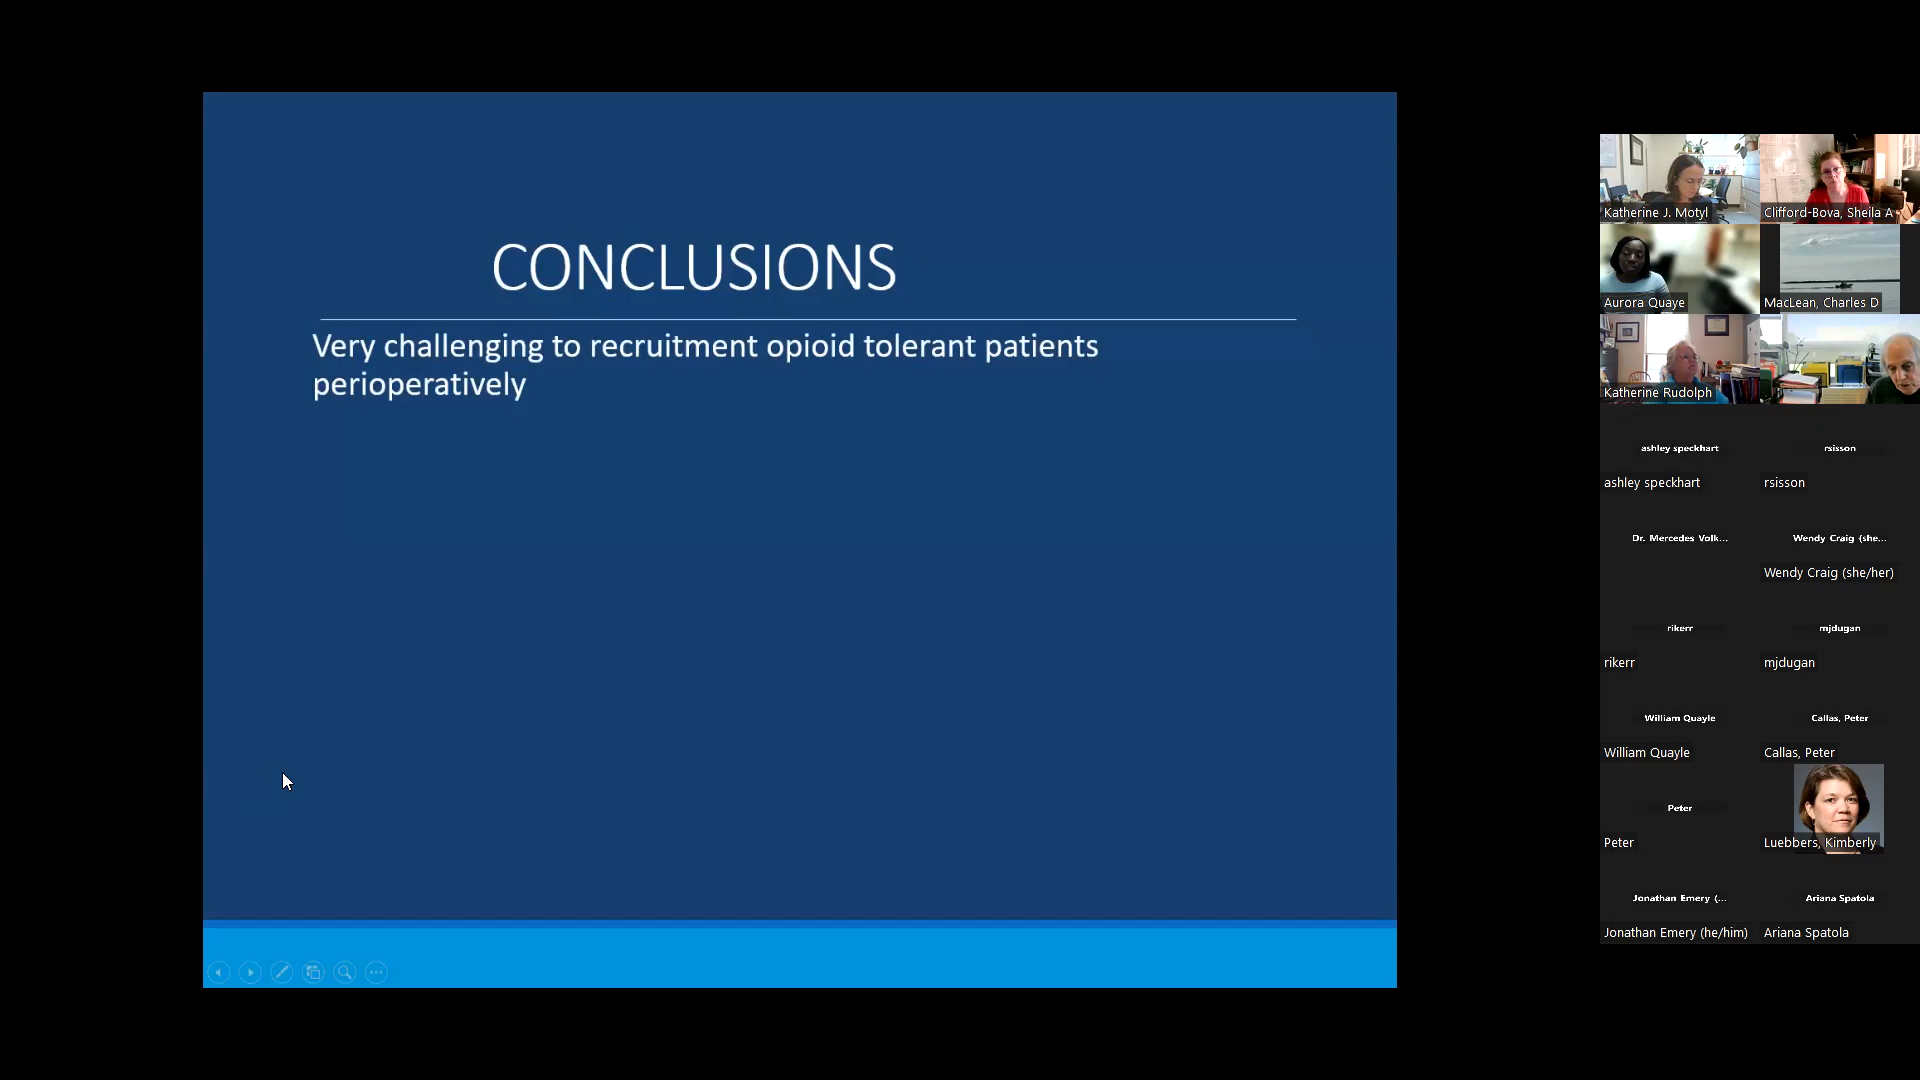 CONCLUSIONS
Very challenging to recruitment opioid tolerant patients
perioperatively
Katherine J. Motyl
Clifford-Bova, Sheila A
Aurora Quaye
MacLean, Charles D
Katherine Rudolph
ashley speckhart
rsisson
ashley speckhart
rsisson
Dr. Mercedes Volk...
Wendy Craig (she...
Wendy Craig (she/her)
rikerr
mjdugan
rikerr
mjdugan
William Quayle
Callas, Peter
William Quayle
Callas, Peter
Peter
Peter
Luebbers, Kimberly
Jonathan Emery (...
Ariana Spatola
Jonathan Emery (he/him)
Ariana Spatola